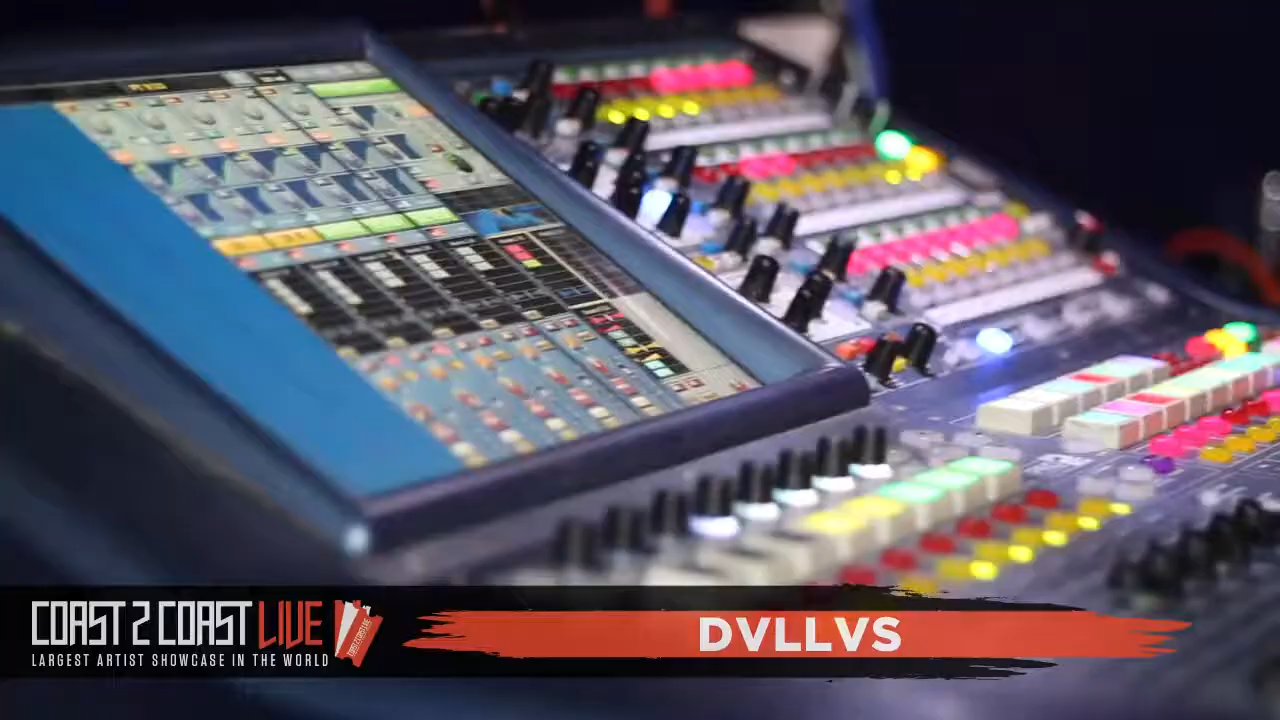 COAST 2 COAST LIVE
LARGEST ARTIST SHOWCASE IN THE WORLD
DVLLVS